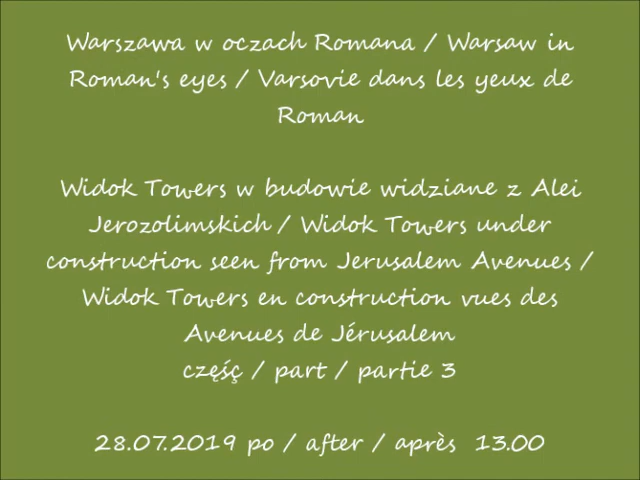 Warszawa w oczach Romana / Warsaw in
Roman's eyes / Varsovie dans les yeux de
Roman
Widok Towers w budowie widziane z Alei
Jerozolimskich / Widok Towers under
construction seen from Jerusalem Avenues /
Widok Towers en construction vues des
Avenues de Jérusalem
częśç / part / partie 3
28.07.2019 po / after / après 13.00